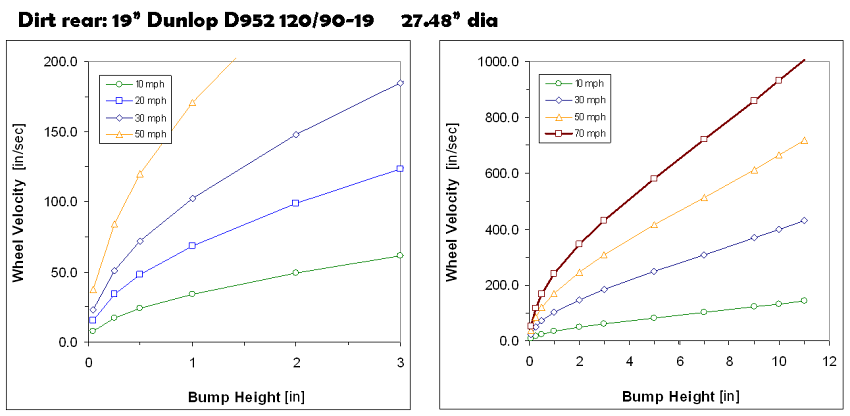 Dirt rear: 19” Dunlop D952 120/90-19 27.48” dia
200.0
150.0
100.0
50.0
0.0
Wheel Velocity [in/sec]
10 mph
20 mph
30 mph
50 mph
0
1
2
3
Bump Height [in]
1000.0
800.0
600.0
400.0
200.0
0.0
Wheel Velocity [in/sec]
10 mph
30 mph
50 mph
70 mph
0
2
4
6
8
10
12
Bump Height [in]